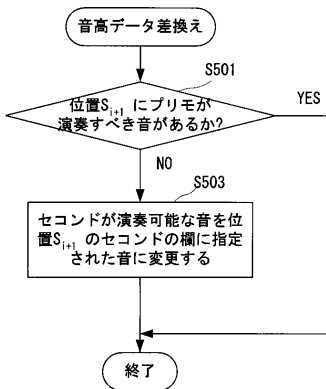 音高データ差換え
S501
位置Si+1 にプリモが
演奏すべき音があるか?
YES
NO
S503
セコンドが演奏可能な音を位
置Si+1 のセコンドの欄に指定
された音に変更する
終了